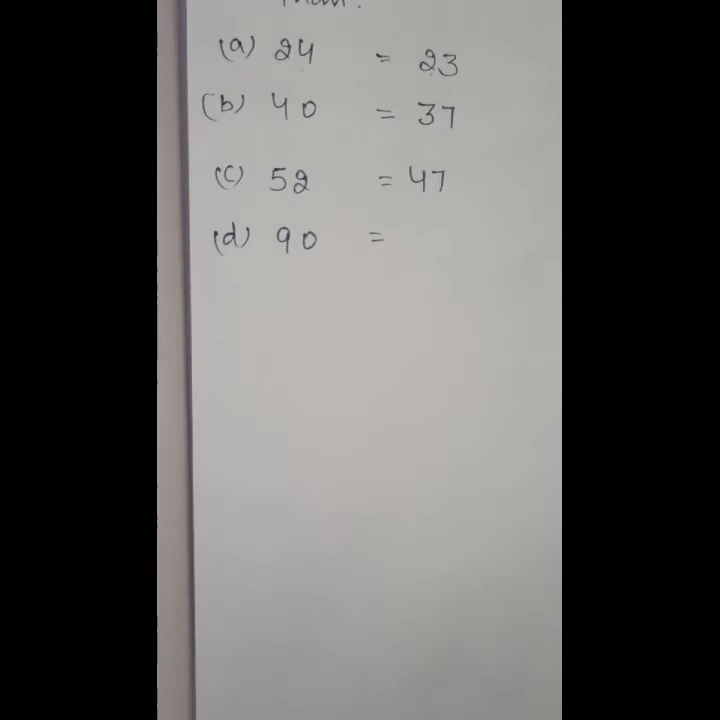 (a) 24 = 23
(b) 40 = 37
(c) 52 = 47
(d) 90 =